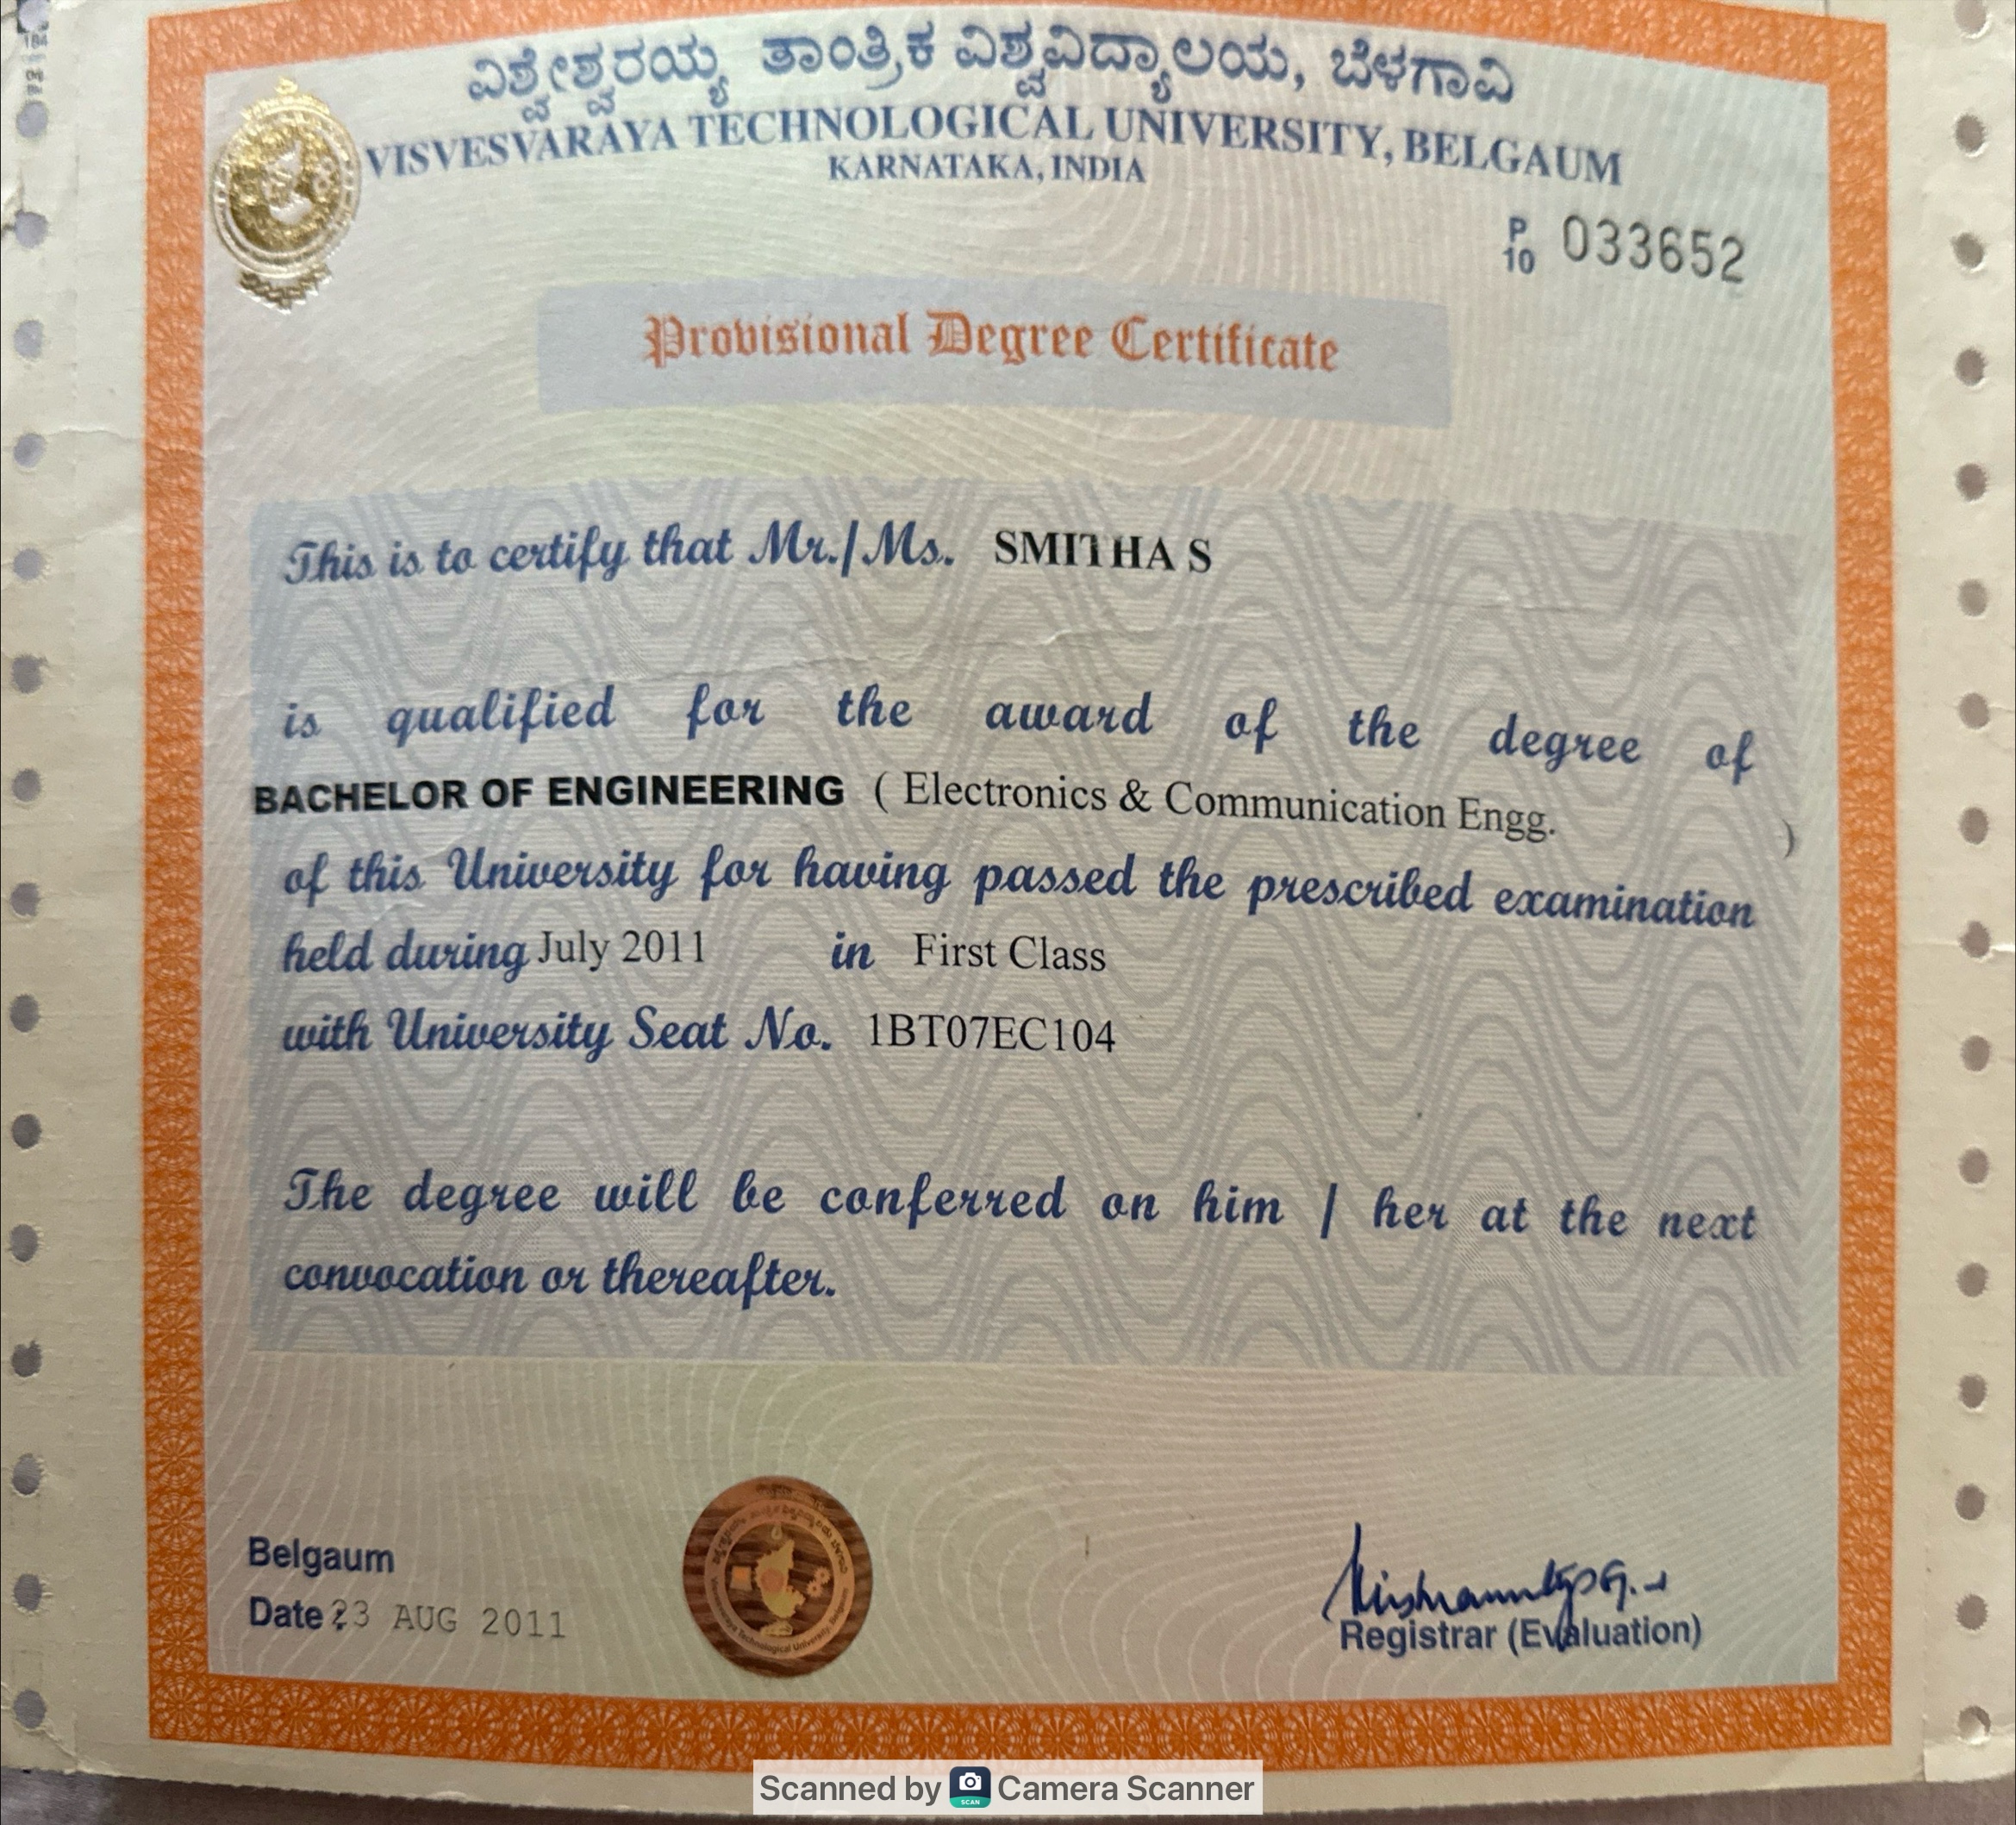 ವಿಶ್ವೇಶ್ವರಯ್ಯ ತಾಂತ್ರಿಕ ವಿಶ್ವವಿದ್ಯಾಲಯ, ಬೆಳಗಾವಿ
VISVESVARAYA TECHNOLOGICAL UNIVERSITY, BELGAUM
KARNATAKA, INDIA
P
10 033652
Provisional Degree Certificate
This is to certify that Mr./Ms. SMITHA S
is qualified for the award of the degree of
BACHELOR OF ENGINEERING ( Electronics & Communication Engg. )
of this University for having passed the prescribed examination
held during July 2011 in First Class
with University Seat No. 1BT07EC104
The degree will be conferred on him / her at the next
convocation or thereafter.
Belgaum
Date : 23 AUG 2011
Registrar (Evaluation)
Scanned by Camera Scanner
SCAN